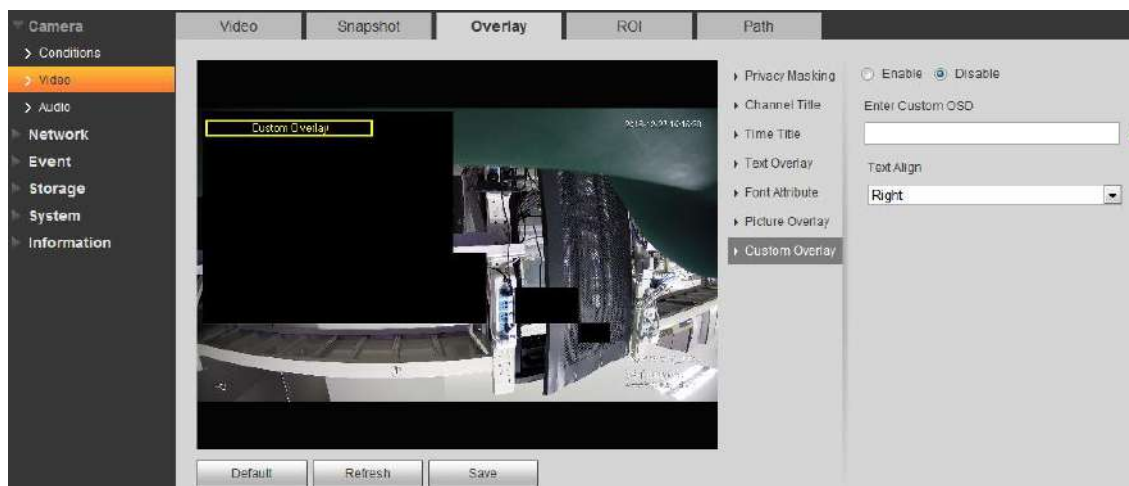 Camera
Conditions
Video
Audio
Network
Event
Storage
System
Information
Video
Snapshot
Overlay
ROI
Path
Custom Overlay
Privacy Masking
Channel Title
Time Title
Text Overlay
Font Attribute
Picture Overlay
Custom Overlay
Enable
Disable
Enter Custom OSD
Text Align
Right
Default
Refresh
Save